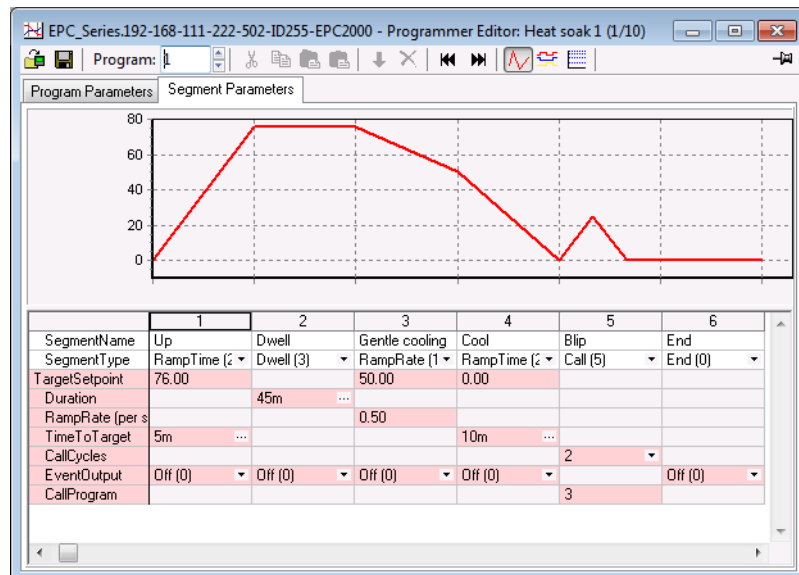 EPC_Series.192-168-111-222-502-ID255-EPC2000 - Programmer Editor: Heat soak 1 (1/10)
Program: 1
Program Parameters Segment Parameters
80
60
40
20
0
1 2 3 4 5 6
SegmentName Up Dwell Gentle cooling Cool Blip End
SegmentType RampTime (2 Dwell (3) RampRate (1 RampTime (2 Call (5) End (0)
TargetSetpoint 76.00 50.00 0.00
Duration 45m ...
RampRate (per s 0.50
TimeToTarget 5m ... 10m ...
CallCycles 2
EventOutput Off (0) Off (0) Off (0) Off (0) Off (0)
CallProgram 3